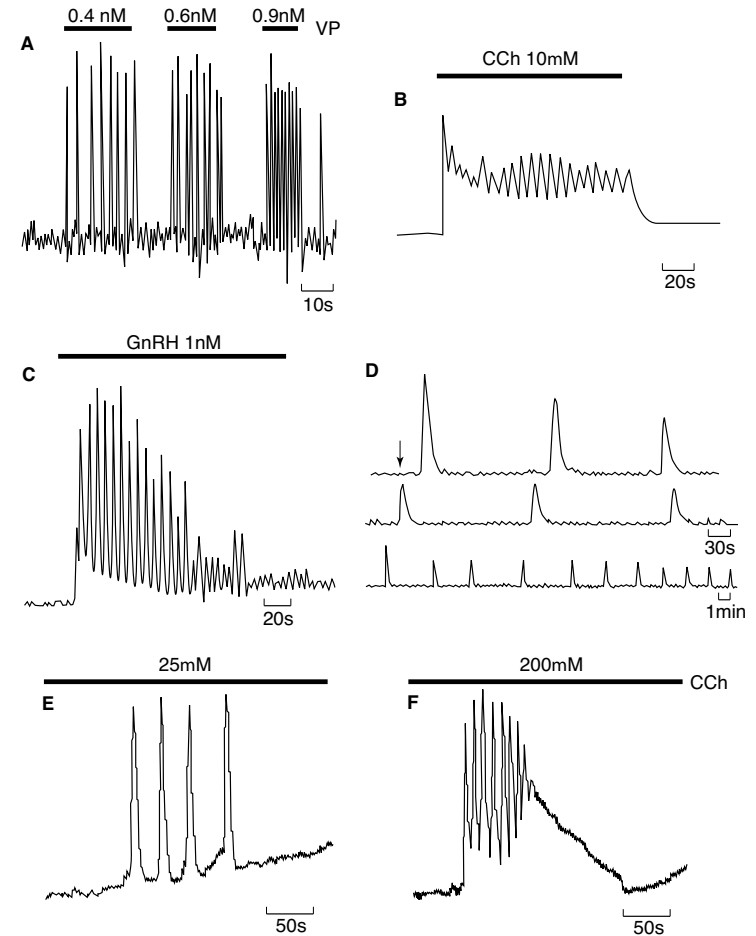 0.4 nM 0.6nM 0.9nM VP
A
10s
CCh 10mM
B
20s
GnRH 1nM
C
20s
D
30s
1min
25mM
E
50s
200mM CCh
F
50s